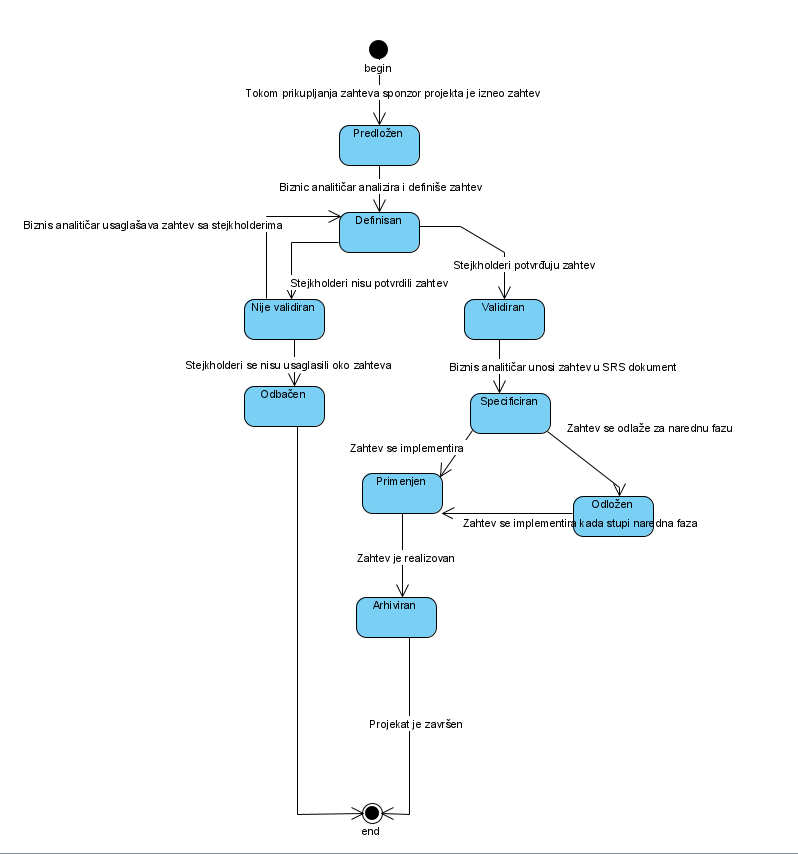 begin
Tokom prikupljanja zahteva sponzor projekta je izneo zahtev
Predložen
Biznic analitičar analizira i definiše zahtev
Definisan
Biznis analitičar usaglašava zahtev sa stejkholderima
Stejkholderi potvrđuju zahtev
Stejkholderi nisu potvrdili zahtev
Nije validiran
Validiran
Stejkholderi se nisu usaglasili oko zahteva
Biznis analitičar unosi zahtev u SRS dokument
Odbačen
Specificiran
Zahtev se odlaže za narednu fazu
Zahtev se implementira
Primenjen
Odložen
Zahtev se implementira kada stupi naredna faza
Zahtev je realizovan
Arhiviran
Projekat je završen
end